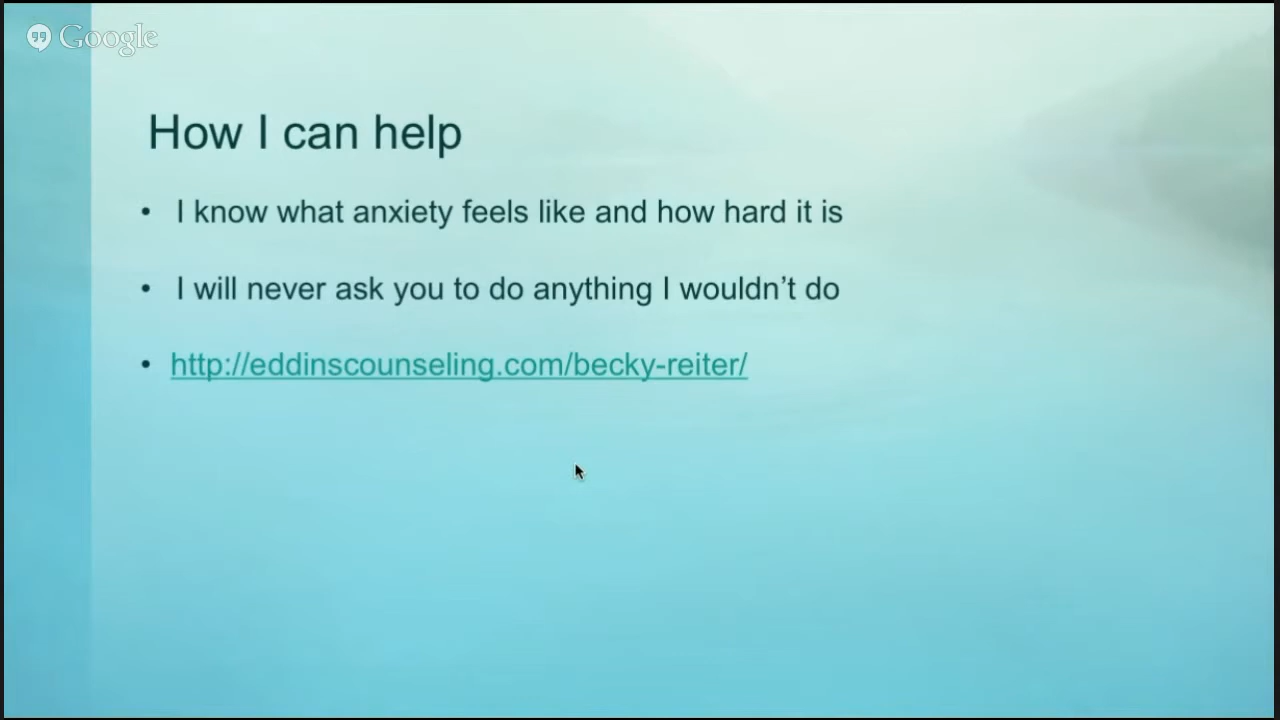 Google
How I can help
• I know what anxiety feels like and how hard it is
• I will never ask you to do anything I wouldn’t do
• http://eddinscounseling.com/becky-reiter/